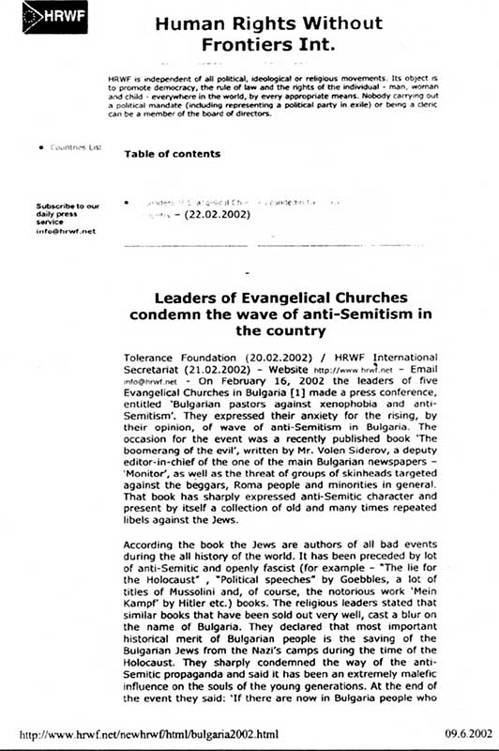 HRWF
Human Rights Without
Frontiers Int.
HRWF is independent of all political, ideological or religious movements. Its object is
to promote democracy, the rule of law and the rights of the individual - man, woman
and child - everywhere in the world, by every appropriate means. Nobody carrying out
a political mandate (including representing a political party in exile) or being a cleric
can be a member of the board of directors.
• Countries List
Table of contents
Subscribe to our
daily press
service
info@hrwf.net
• Leaders
– (22.02.2002)
Leaders of Evangelical Churches
condemn the wave of anti-Semitism in
the country
Tolerance Foundation (20.02.2002) / HRWF International
Secretariat (21.02.2002) – Website http://www.hrwf.net – Email
info@hrwf.net - On February 16, 2002 the leaders of five
Evangelical Churches in Bulgaria [1] made a press conference,
entitled 'Bulgarian pastors against xenophobia and anti-
Semitism'. They expressed their anxiety for the rising, by
their opinion, of wave of anti-Semitism in Bulgaria. The
occasion for the event was a recently published book 'The
boomerang of the evil', written by Mr. Volen Siderov, a deputy
editor-in-chief of the one of the main Bulgarian newspapers –
'Monitor', as well as the threat of groups of skinheads targeted
against the beggars, Roma people and minorities in general.
That book has sharply expressed anti-Semitic character and
present by itself a collection of old and many times repeated
libels against the Jews.
According the book the Jews are authors of all bad events
during the all history of the world. It has been preceded by lot
of anti-Semitic and openly fascist (for example – "The lie for
the Holocaust" , "Political speeches" by Goebbles, a lot of
titles of Mussolini and, of course, the notorious work 'Mein
Kampf' by Hitler etc.) books. The religious leaders stated that
similar books that have been sold out very well, cast a blur on
the name of Bulgaria. They declared that most important
historical merit of Bulgarian people is the saving of the
Bulgarian Jews from the Nazi's camps during the time of the
Holocaust. They sharply condemned the way of the anti-
Semitic propaganda and said it has been an extremely malefic
influence on the souls of the young generations. At the end of
the event they said: 'If there are now in Bulgaria people who
http://www.hrwf.net/newhrwf/html/bulgaria2002.html
09.6.2002